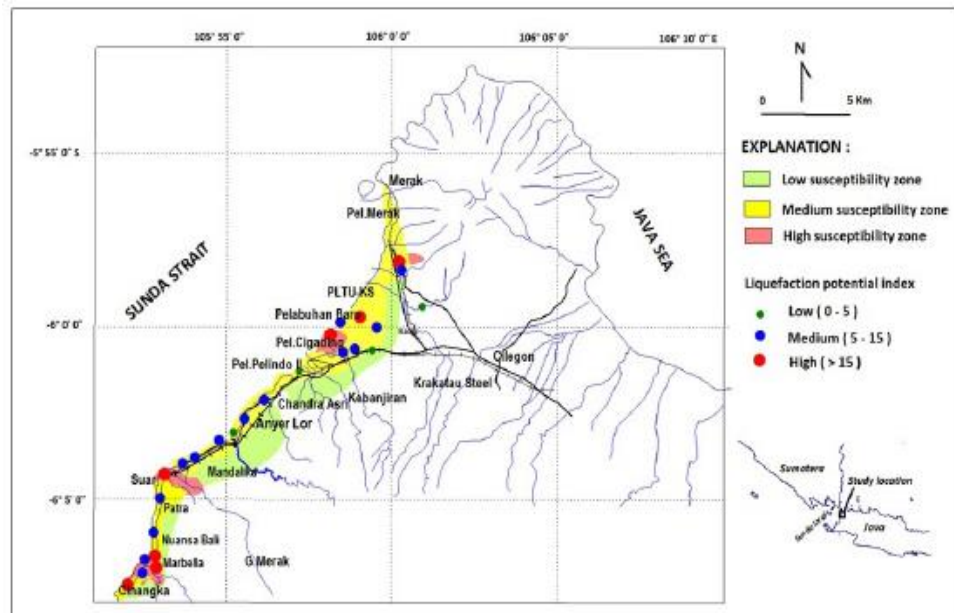 105° 55' 0"
106° 0' 0"
106° 05' 0"
106° 10' 0" E
N
0 5 Km
-5° 55' 0" S
EXPLANATION :
Low susceptibility zone
Medium susceptibility zone
High susceptibility zone
Merak
Pel.Merak
JAVA SEA
SUNDA STRAIT
Liquefaction potential index
Low ( 0 - 5 )
Medium ( 5 - 15 )
High ( > 15 )
PLTU-KS
Pelabuhan Baru
-6° 0' 0"
Pel.Cigading
Cilegon
Pel.Pelindo II
Krakatau Steel
Kebanjiran
Chandra Asri
Anyer Lor
Mandalika
Suar
-6° 5' 0"
Patra
Nuansa Bali
Marbella
G.Merak
Cinangka
Sumatera
Study location
Java